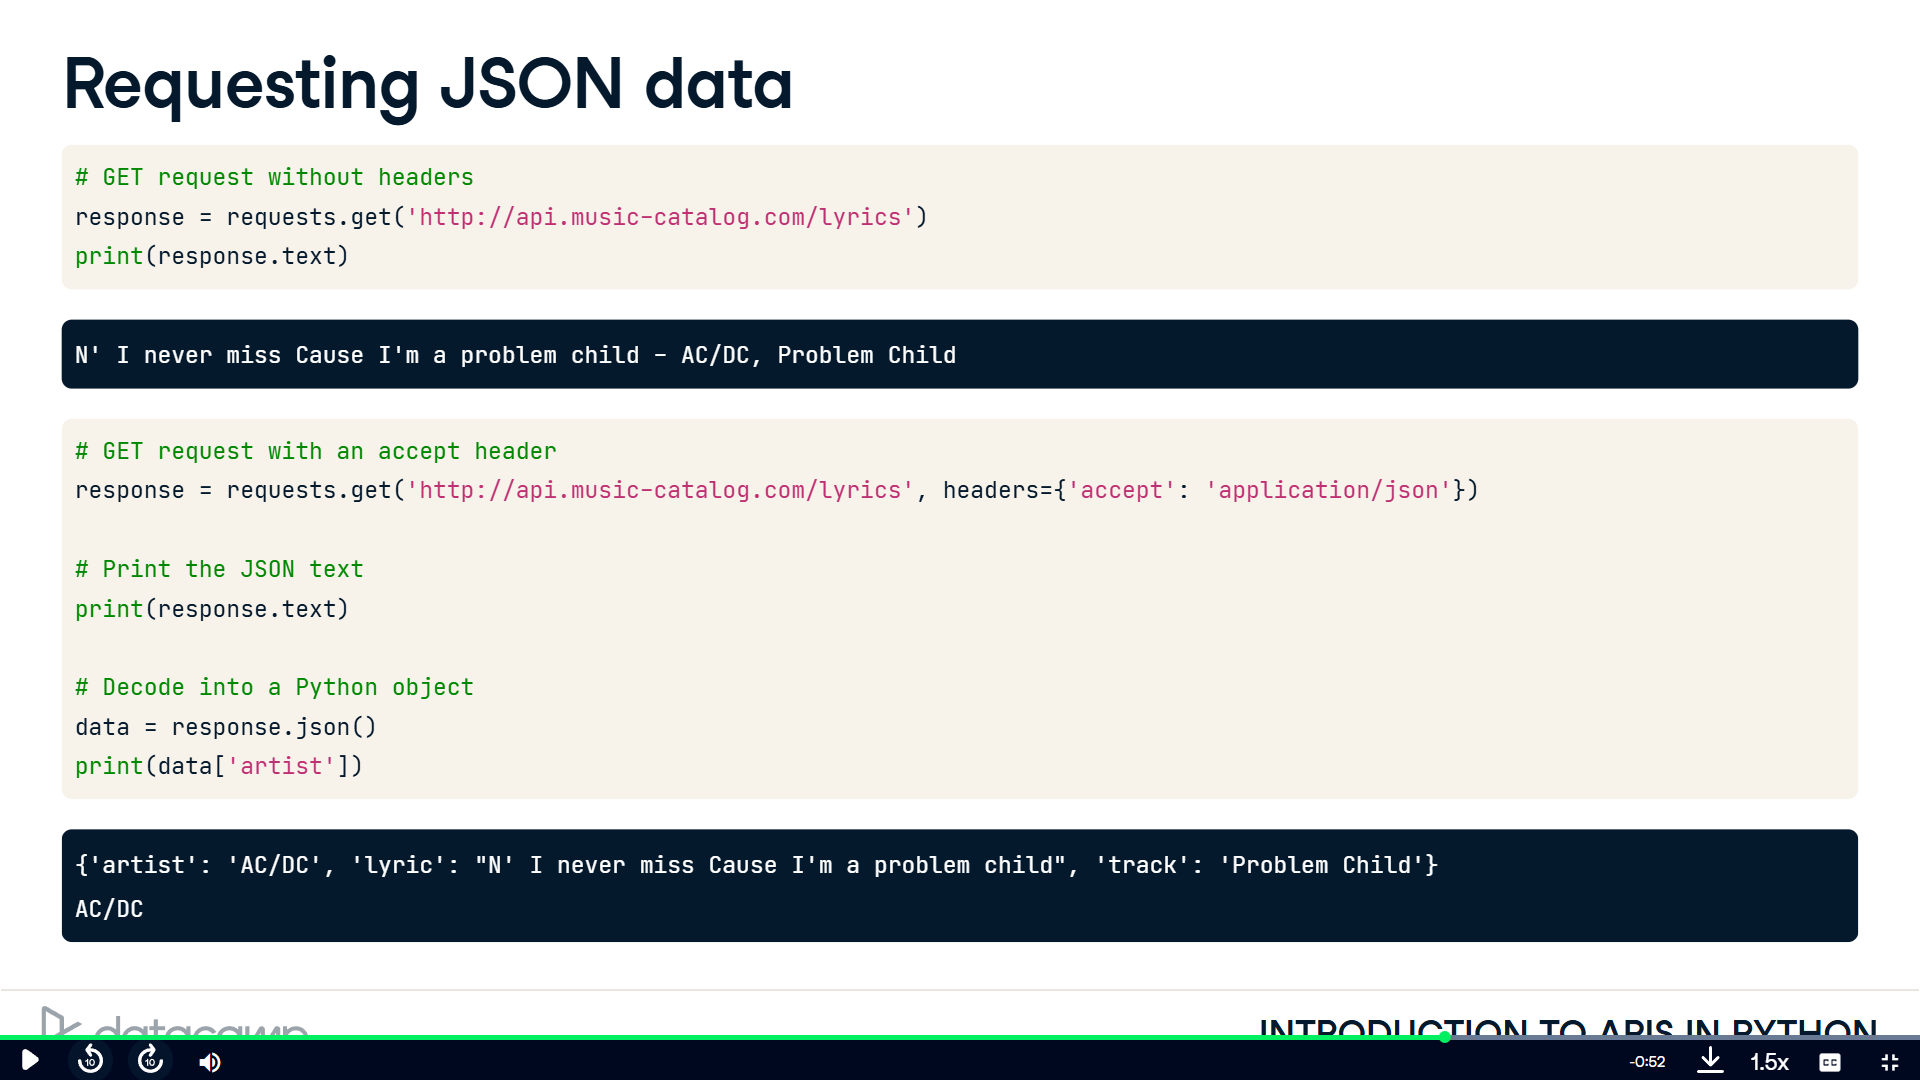 Requesting JSON data
# GET request without headers
response = requests.get('http://api.music-catalog.com/lyrics')
print(response.text)
N' I never miss Cause I'm a problem child - AC/DC, Problem Child
# GET request with an accept header
response = requests.get('http://api.music-catalog.com/lyrics', headers={'accept': 'application/json'})
# Print the JSON text
print(response.text)
# Decode into a Python object
data = response.json()
print(data['artist'])
{'artist': 'AC/DC', 'lyric': "N' I never miss Cause I'm a problem child", 'track': 'Problem Child'}
AC/DC
datacamp
INTRODUCTION TO APIS IN PYTHON
10
10
-0:52
1.5x
CC